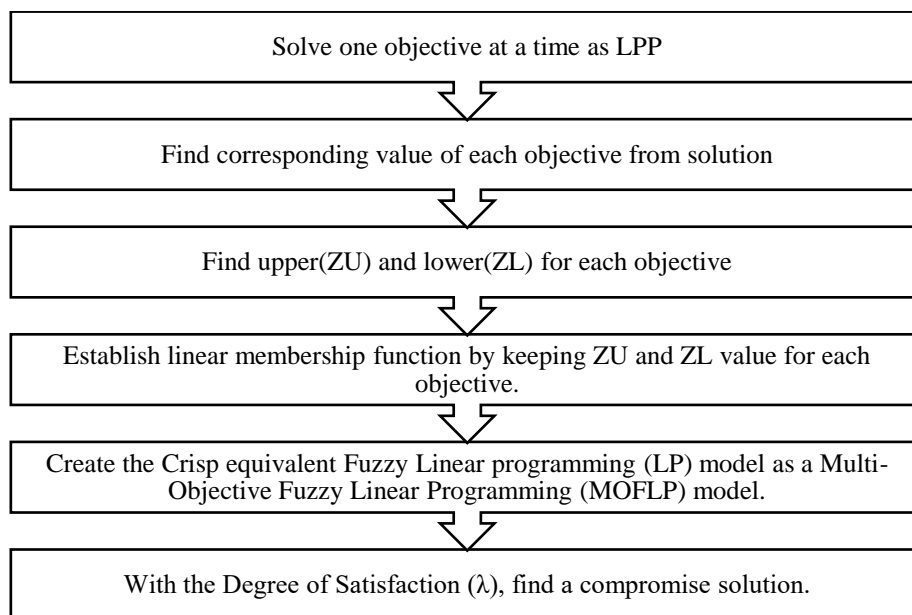 Solve one objective at a time as LPP
Find corresponding value of each objective from solution
Find upper(ZU) and lower(ZL) for each objective
Establish linear membership function by keeping ZU and ZL value for each
objective.
Create the Crisp equivalent Fuzzy Linear programming (LP) model as a Multi-
Objective Fuzzy Linear Programming (MOFLP) model.
With the Degree of Satisfaction (λ), find a compromise solution.